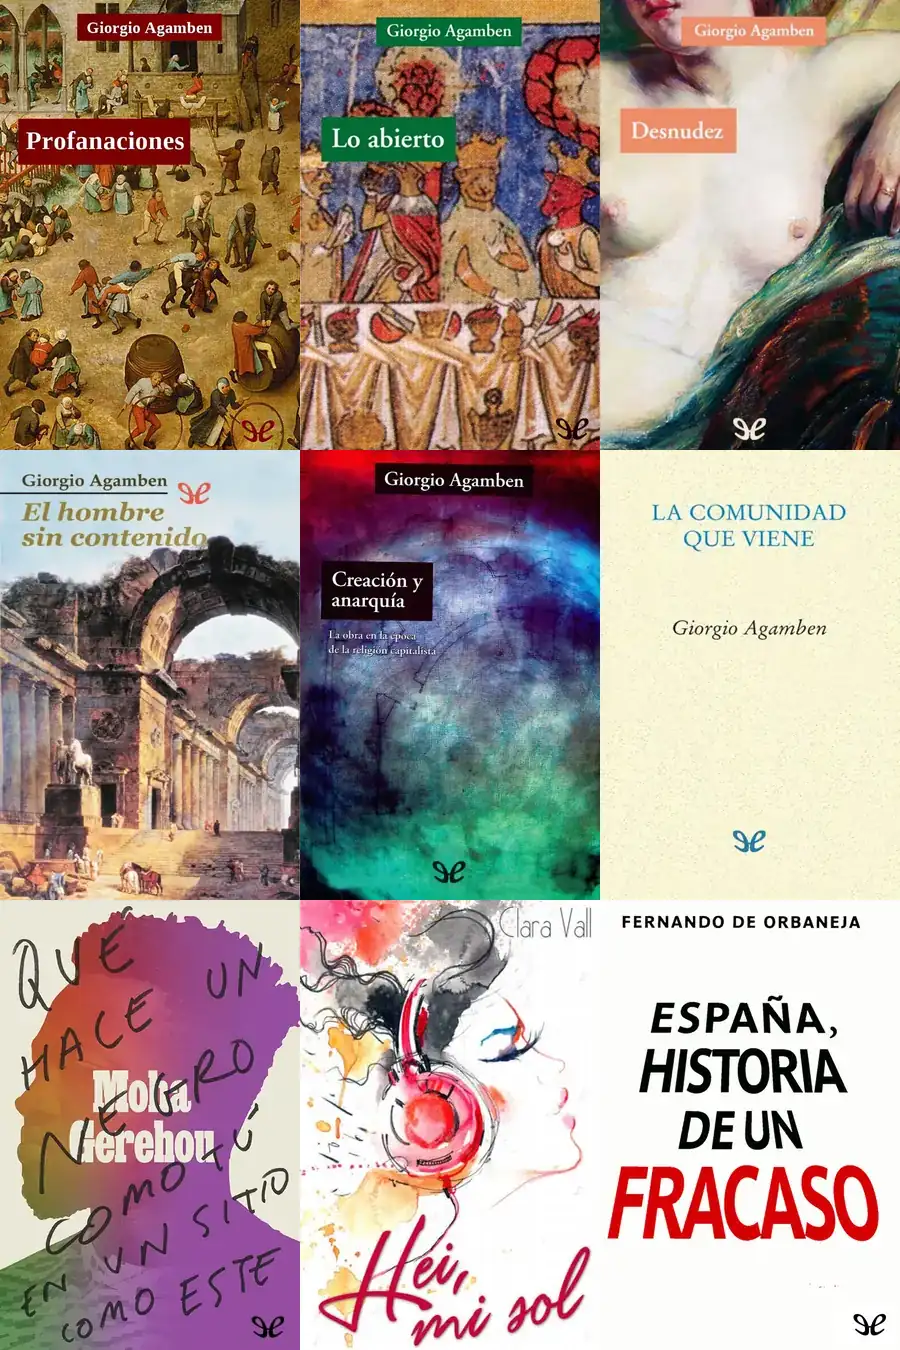 Giorgio Agamben
Profanaciones
Giorgio Agamben
Lo abierto
Giorgio Agamben
Desnudez
Giorgio Agamben
El hombre
sin contenido
Giorgio Agamben
Creación y
anarquía
La obra en la época
de la religión capitalista
LA COMUNIDAD
QUE VIENE
Giorgio Agamben
QUÉ
HACE UN
NEGRO
COMO TÚ
EN UN SITIO
COMO ESTE
Moha
Gerehou
Clara Vall
Hei,
mi sol
FERNANDO DE ORBANEJA
ESPAÑA,
HISTORIA
DE UN
FRACASO